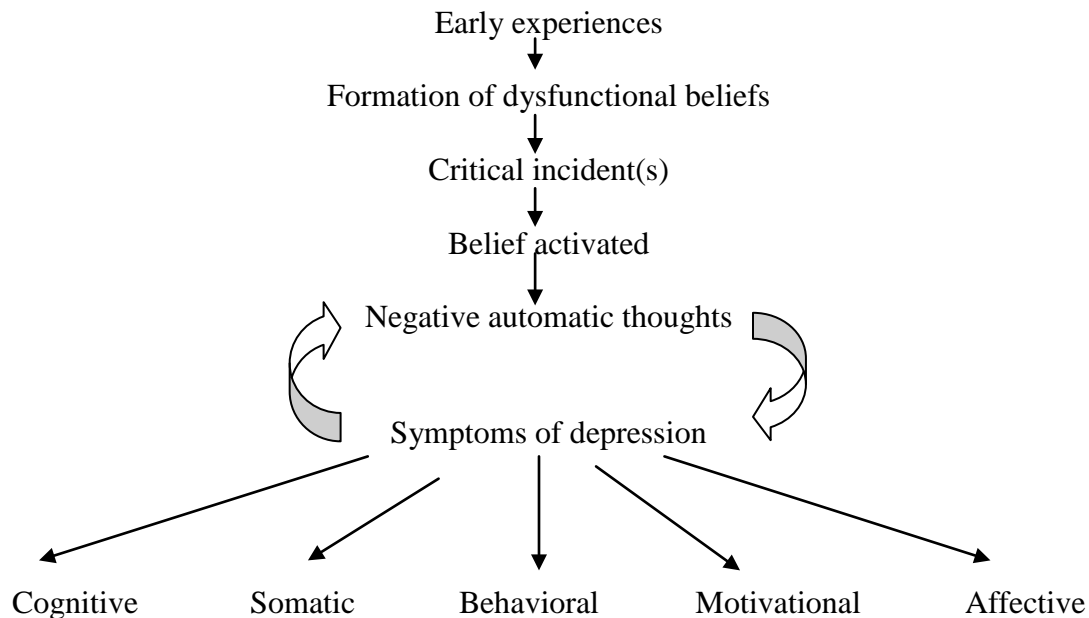 Early experiences
Formation of dysfunctional beliefs
Critical incident(s)
Belief activated
Negative automatic thoughts
Symptoms of depression
Cognitive Somatic Behavioral Motivational Affective